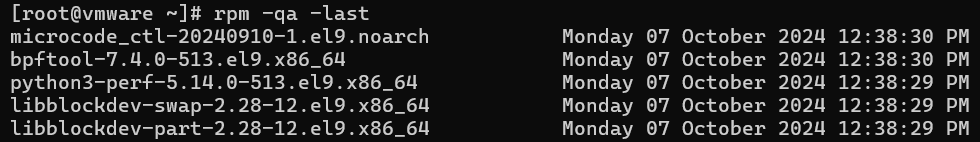 [root@vmware ~]# rpm -qa -last
microcode_ctl-20240910-1.el9.noarch Monday 07 October 2024 12:38:30 PM
bpftool-7.4.0-513.el9.x86_64 Monday 07 October 2024 12:38:30 PM
python3-perf-5.14.0-513.el9.x86_64 Monday 07 October 2024 12:38:29 PM
libblockdev-swap-2.28-12.el9.x86_64 Monday 07 October 2024 12:38:29 PM
libblockdev-part-2.28-12.el9.x86_64 Monday 07 October 2024 12:38:29 PM